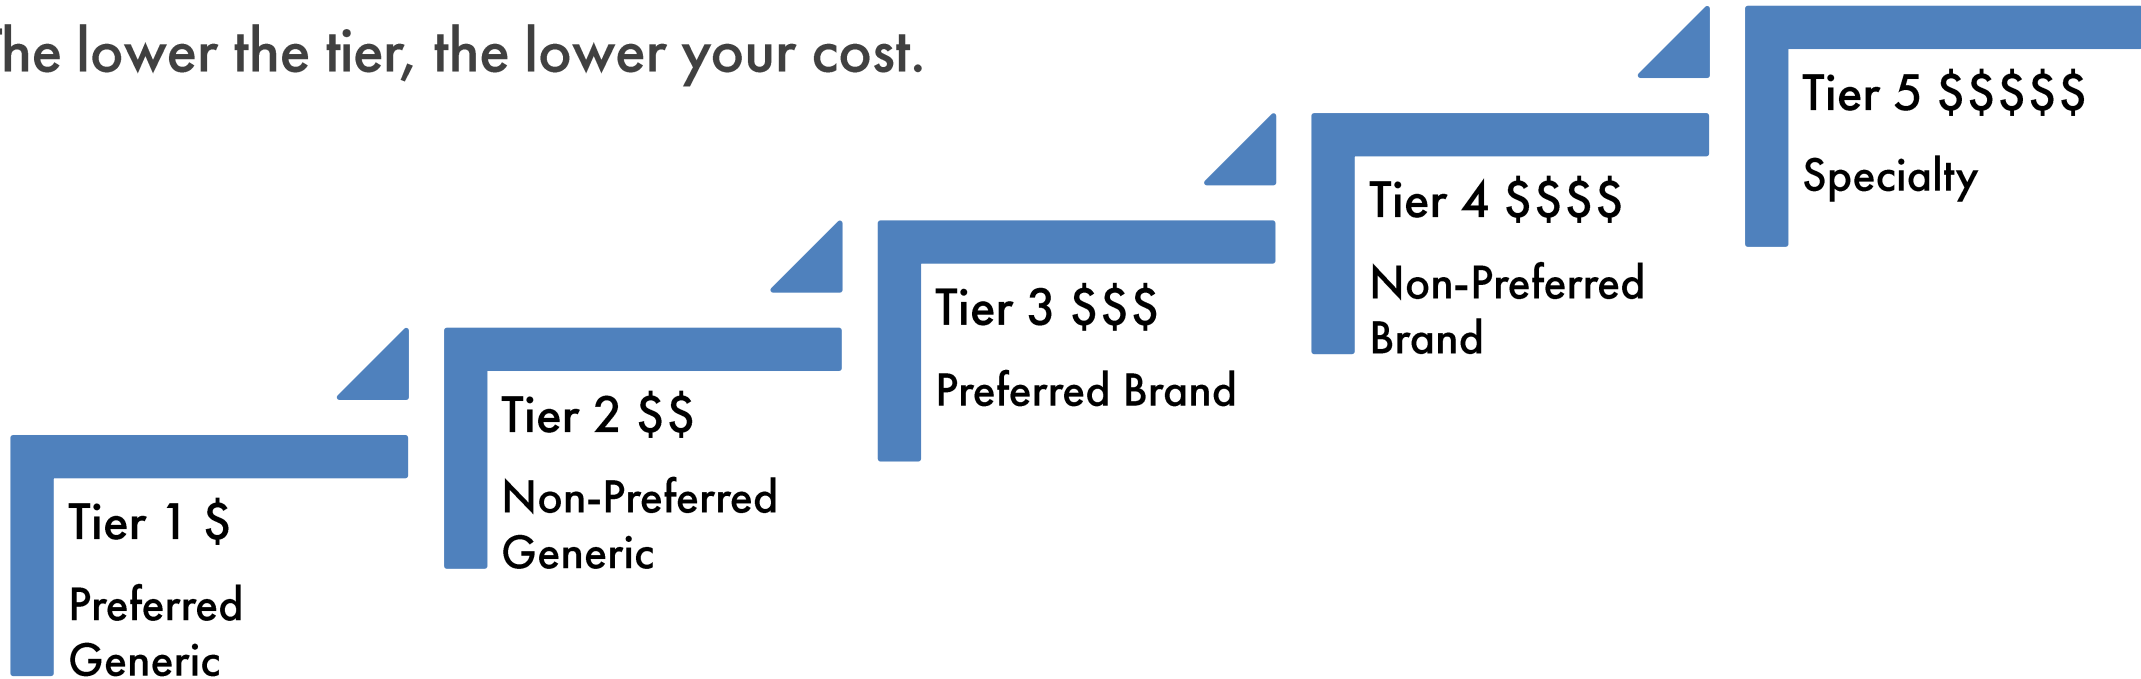 he lower the tier, the lower your cost.
Tier 1 $
Preferred
Generic
Tier 2 $$
Non-Preferred
Generic
Tier 3 $$$
Preferred Brand
Tier 4 $$$$
Non-Preferred
Brand
Tier 5 $$$$$
Specialty